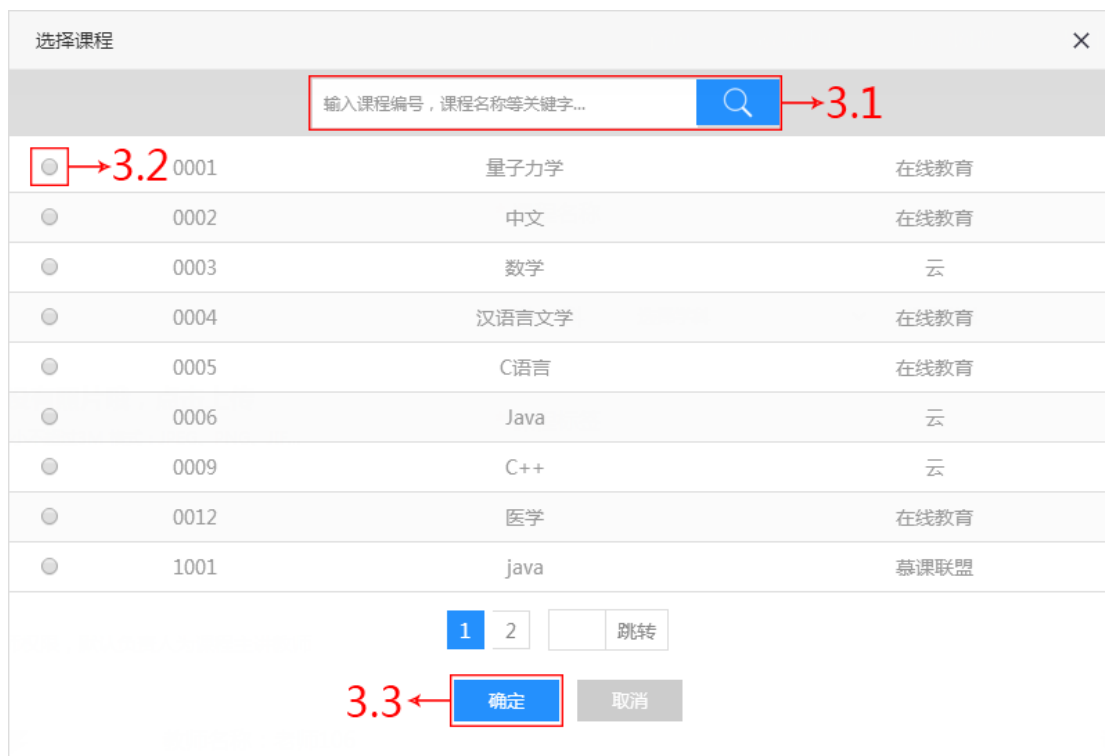 选择课程
输入课程编号，课程名称等关键字... 3.1
3.2 0001 量子力学 在线教育
0002 中文 在线教育
0003 数学 云
0004 汉语言文学 在线教育
0005 C语言 在线教育
0006 Java 云
0009 C++ 云
0012 医学 在线教育
1001 java 慕课联盟
1 2 跳转
3.3 确定 取消